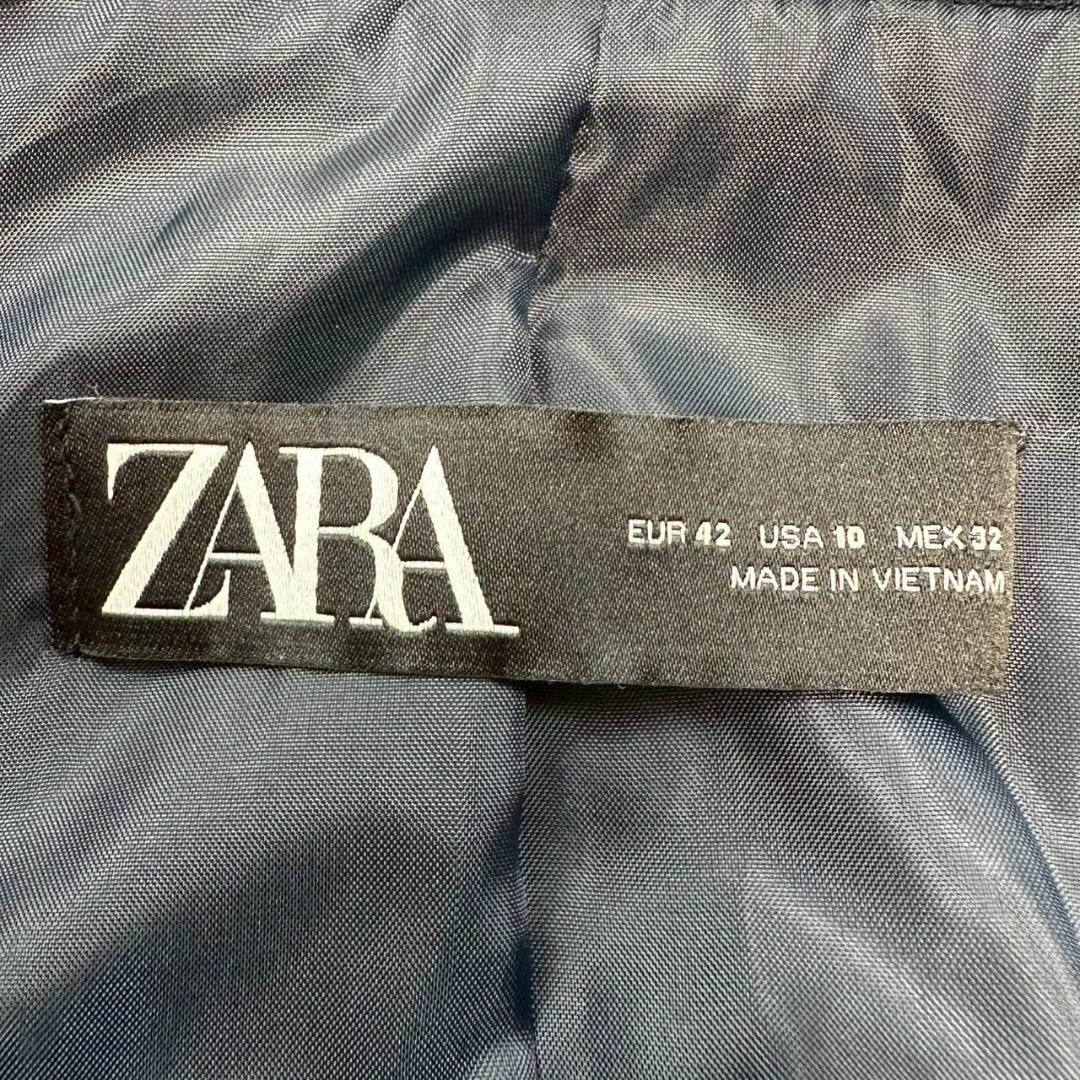 ZARA
EUR 42 USA 10 MEX 32
MADE IN VIETNAM